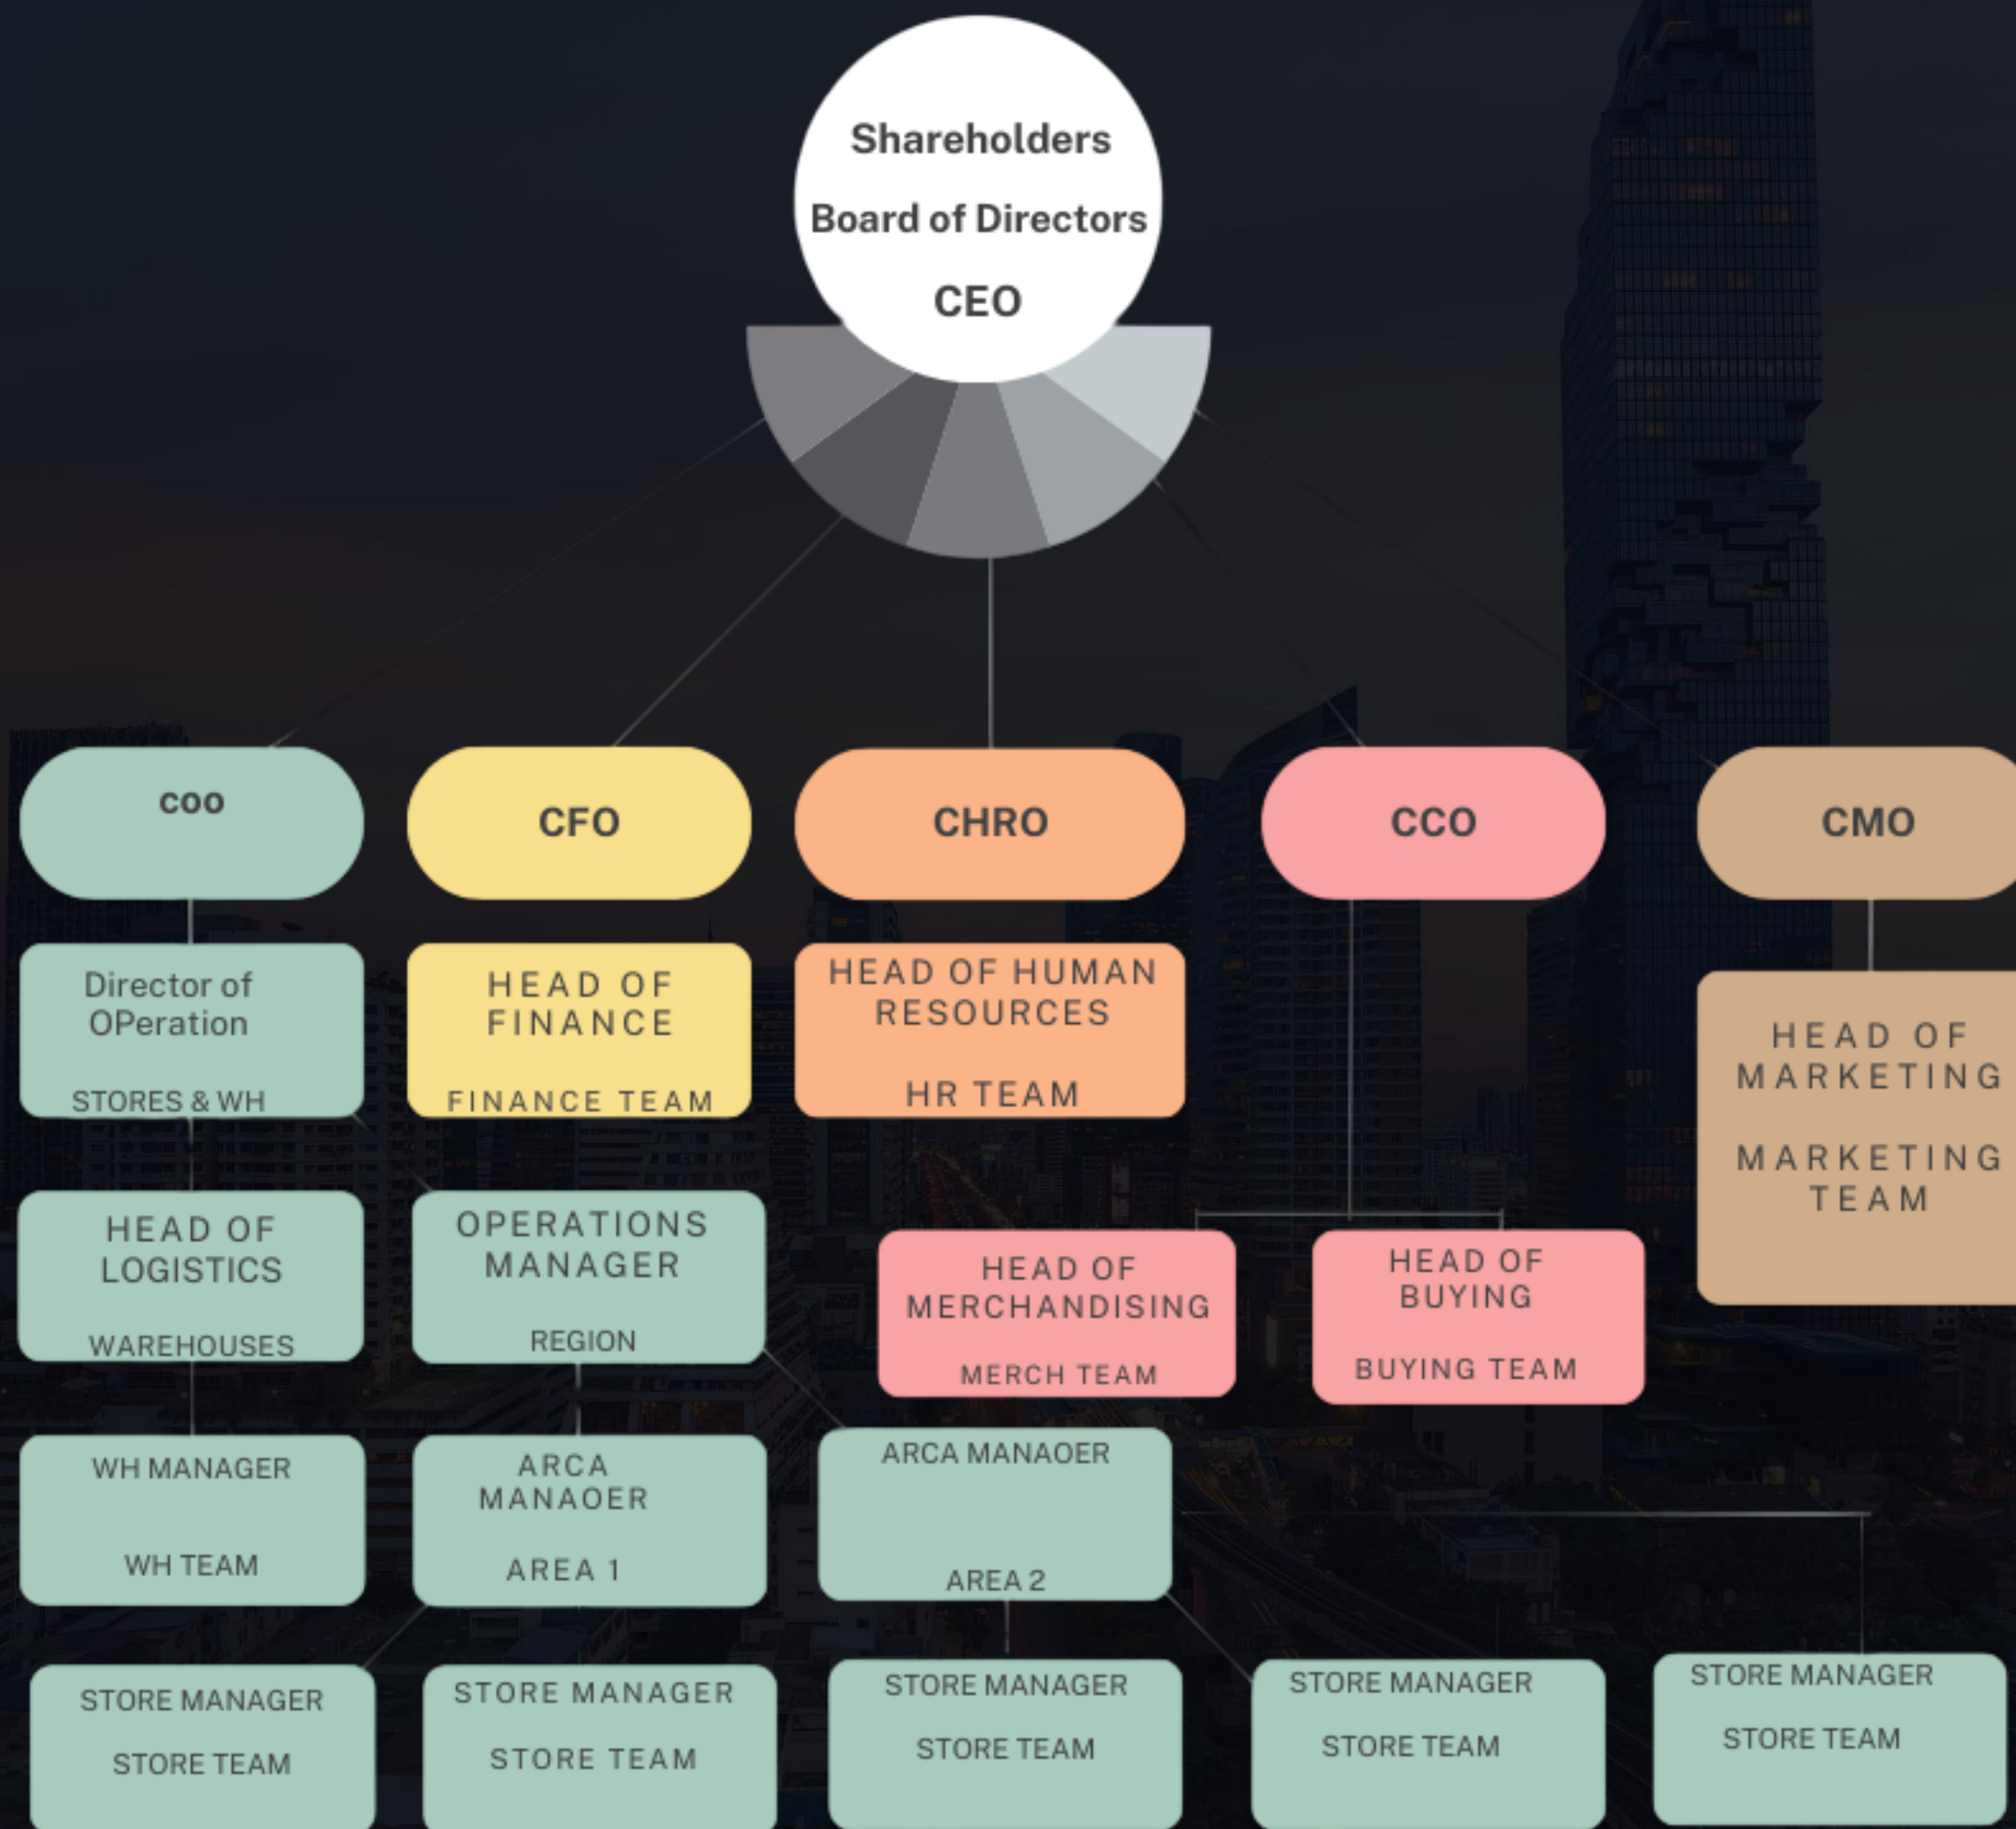 Shareholders
Board of Directors
CEO
coo
CFO
CHRO
CCO
CMO
Director of
OPeration
STORES & WH
HEAD OF
FINANCE
FINANCE TEAM
HEAD OF HUMAN
RESOURCES
HR TEAM
HEAD OF
MARKETING
MARKETING
TEAM
HEAD OF
LOGISTICS
WAREHOUSES
OPERATIONS
MANAGER
REGION
HEAD OF
MERCHANDISING
MERCH TEAM
HEAD OF
BUYING
BUYING TEAM
WH MANAGER
WH TEAM
ARCA
MANAOER
AREA 1
ARCA MANAOER
AREA 2
STORE MANAGER
STORE TEAM
STORE MANAGER
STORE TEAM
STORE MANAGER
STORE TEAM
STORE MANAGER
STORE TEAM
STORE MANAGER
STORE TEAM